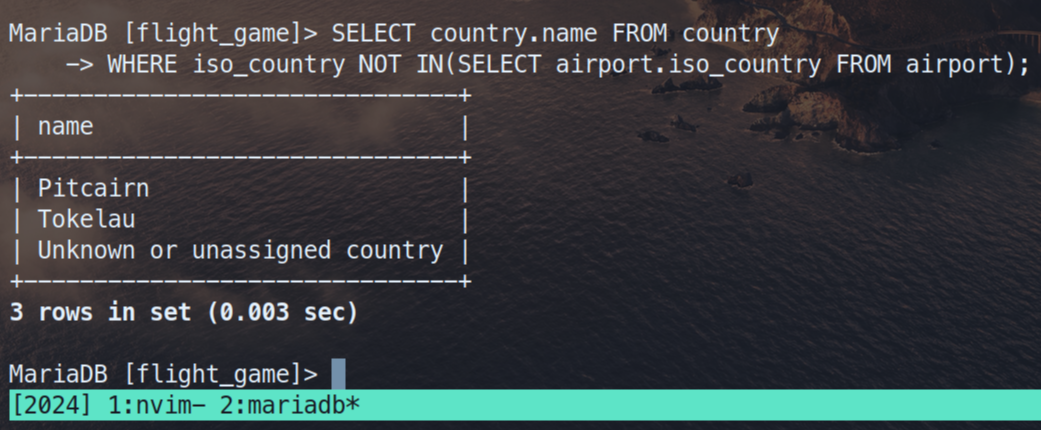 MariaDB [flight_game]> SELECT country.name FROM country
    -> WHERE iso_country NOT IN(SELECT airport.iso_country FROM airport);
+-------------------------------+
| name                          |
+-------------------------------+
| Pitcairn                      |
| Tokelau                       |
| Unknown or unassigned country |
+-------------------------------+
3 rows in set (0.003 sec)
MariaDB [flight_game]>
[2024] 1:nvim- 2:mariadb*